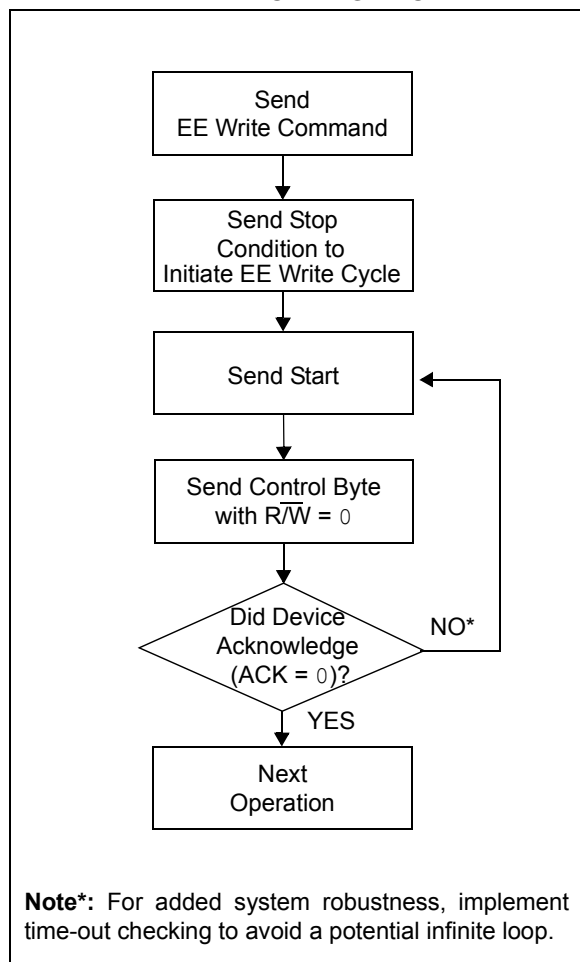 Send
EE Write Command
Send Stop
Condition to
Initiate EE Write Cycle
Send Start
Send Control Byte
with R/W̅ = 0
Did Device
Acknowledge
(ACK = 0)?
NO*
YES
Next
Operation
Note*: For added system robustness, implement
time-out checking to avoid a potential infinite loop.